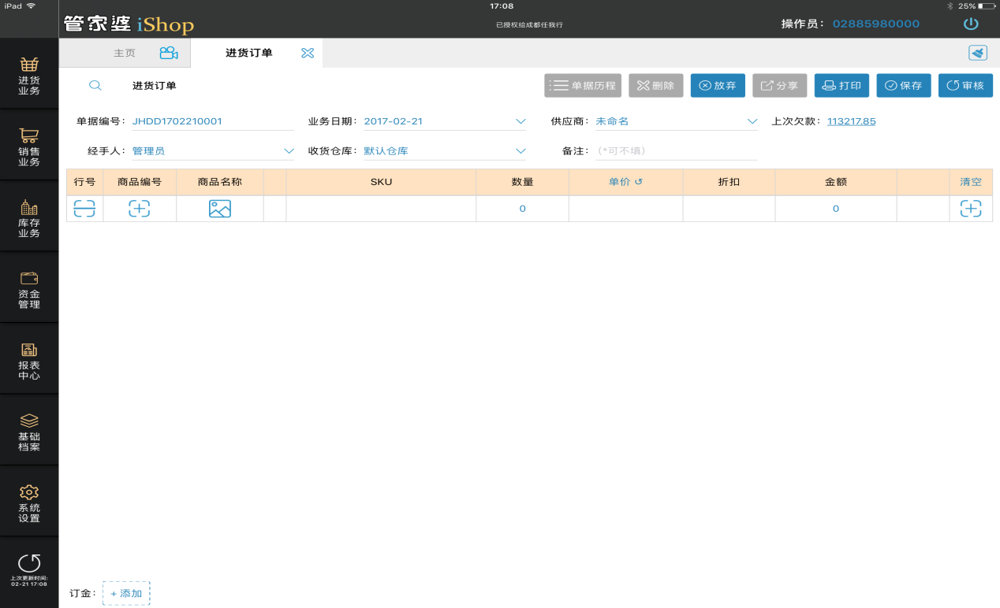 iPad 17:08 25%
管家婆 iShop 已授权给成都任我行 操作员: 02885980000
主页 进货订单
进货订单 单据历程 删除 放弃 分享 打印 保存 审核
单据编号: JHDD1702210001 业务日期: 2017-02-21 供应商: 未命名 上次欠款: 113217.85
经手人: 管理员 收货仓库: 默认仓库 备注: (*可不填)
行号 商品编号 商品名称 SKU 数量 单价 折扣 金额 清空
0 0
订金: + 添加
进货
业务
销售
业务
库存
业务
资金
管理
报表
中心
基础
档案
系统
设置
上次更新时间:
02-21 17:08